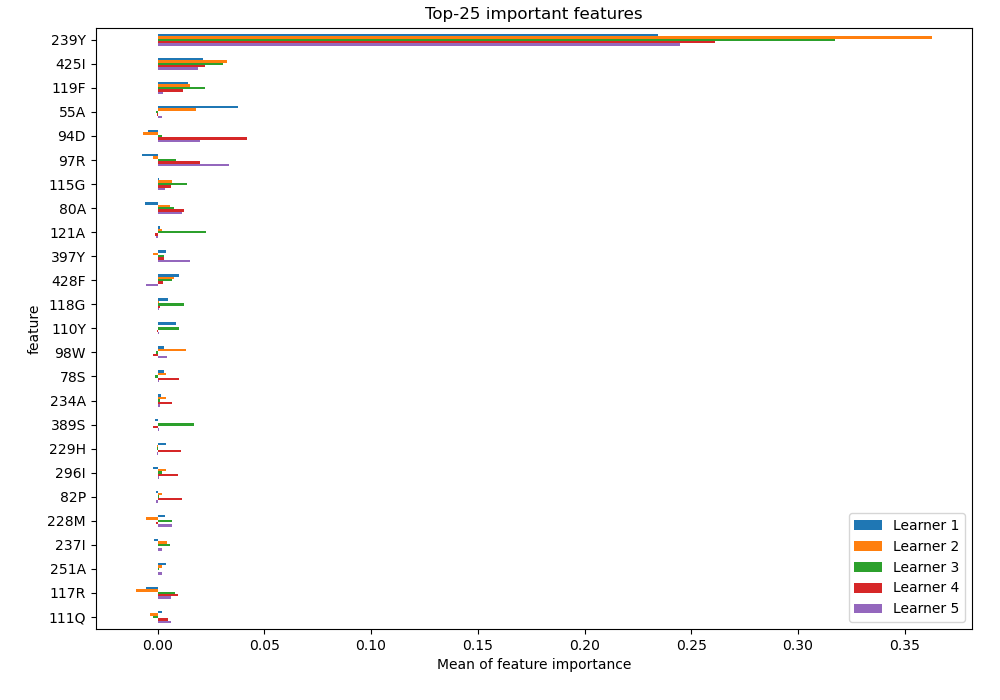 Top-25 important features
239Y
425I
119F
55A
94D
97R
115G
80A
121A
397Y
428F
118G
110Y
98W
78S
234A
389S
229H
296I
82P
228M
237I
251A
117R
111Q
feature
Learner 1
Learner 2
Learner 3
Learner 4
Learner 5
0.00 0.05 0.10 0.15 0.20 0.25 0.30 0.35
Mean of feature importance